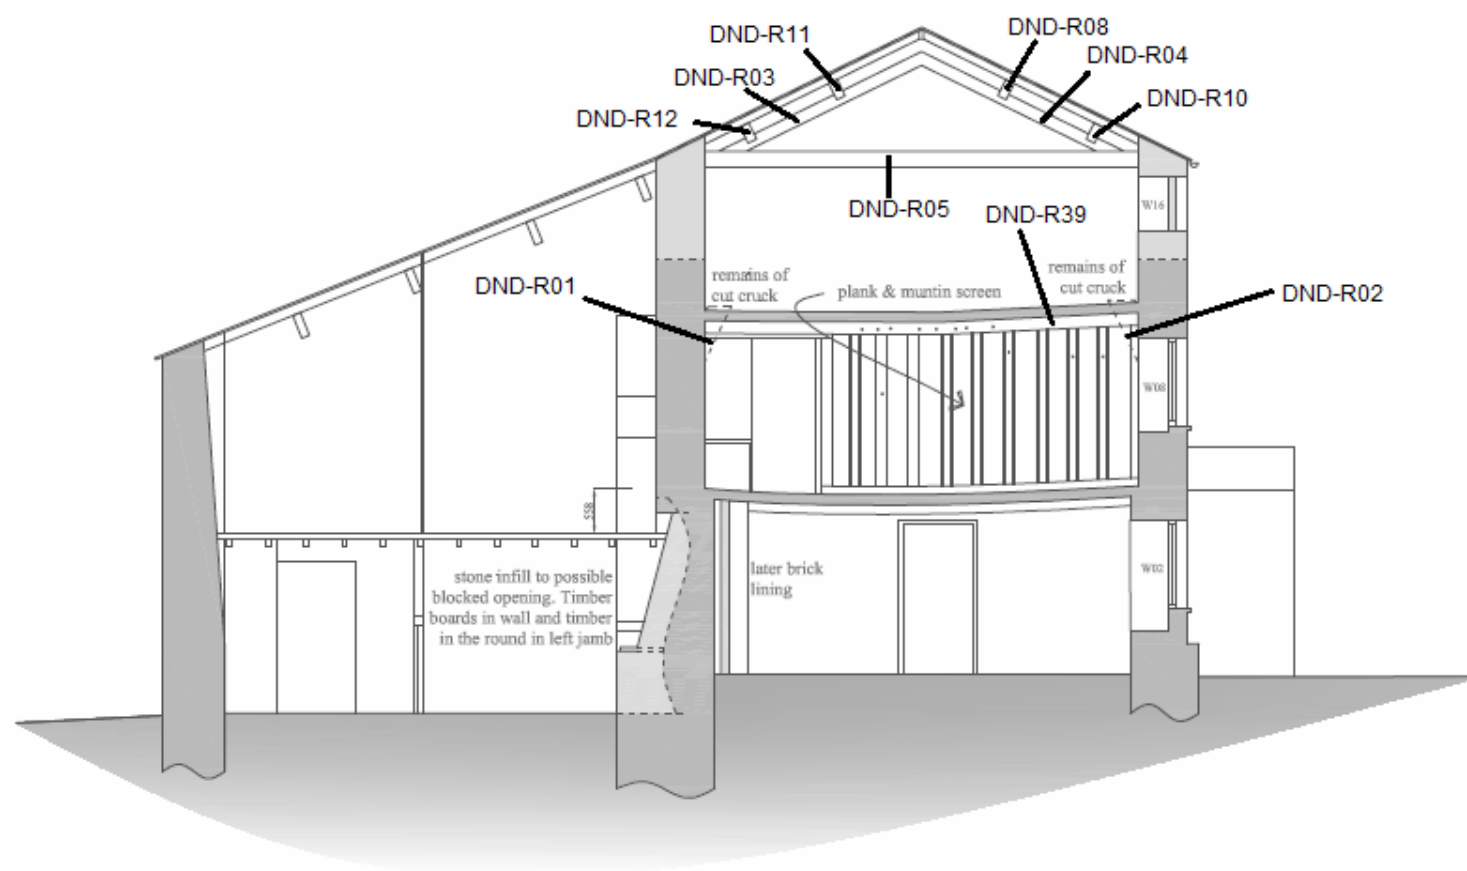 DND-R11
DND-R08
DND-R04
DND-R03
DND-R10
DND-R12
DND-R05
DND-R39
W16
remains of
cut cruck
plank & muntin screen
remains of
cut cruck
DND-R01
DND-R02
W08
558
stone infill to possible
blocked opening. Timber
boards in wall and timber
in the round in left jamb
later brick
lining
W02